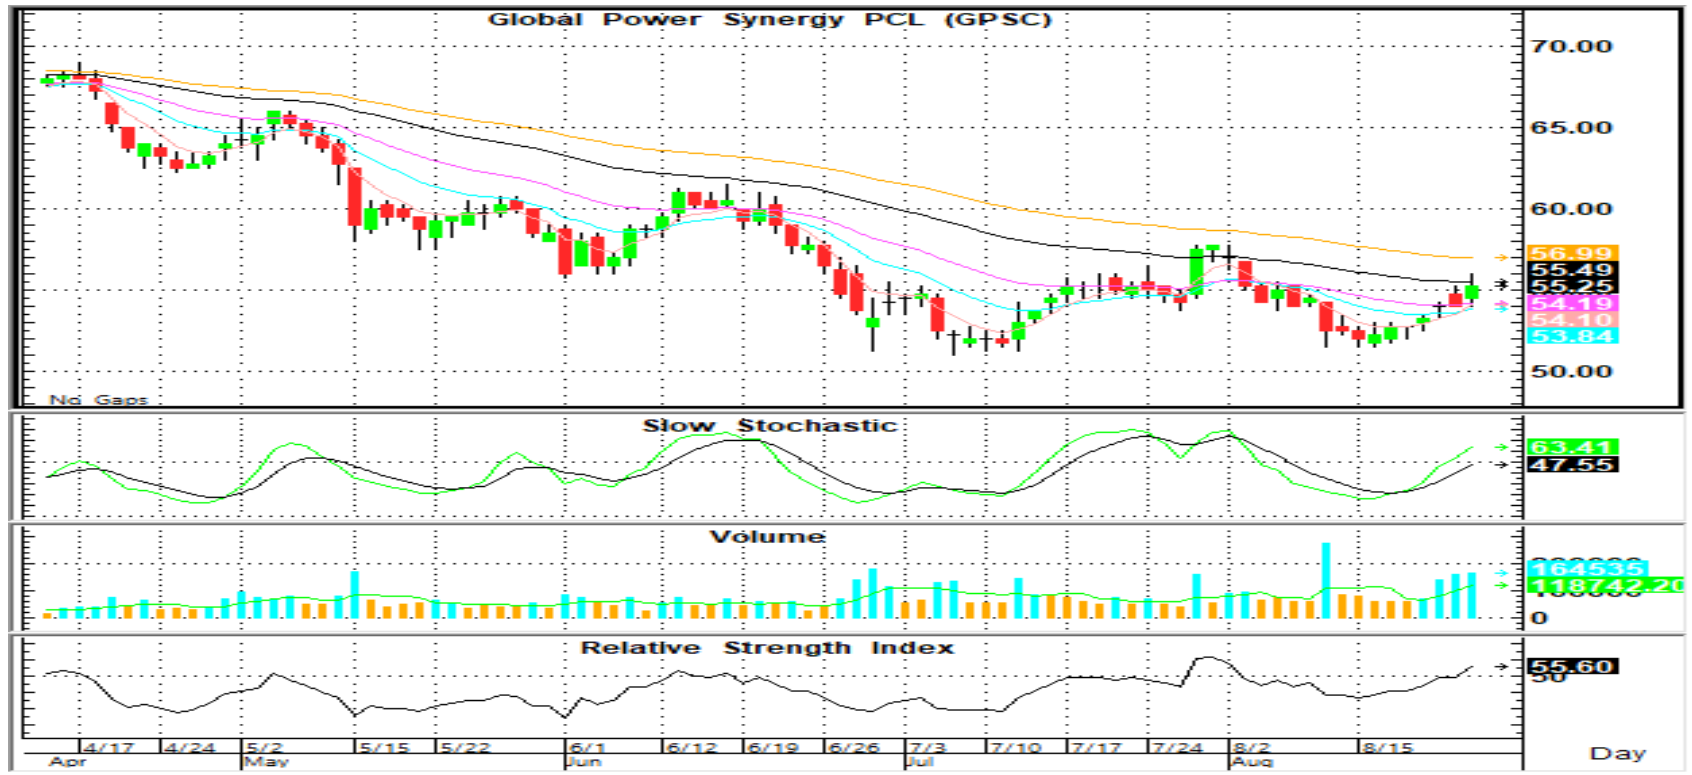 Global Power Synergy PCL (GPSC)
70.00
65.00
60.00
56.99
55.49
55.25
54.19
54.10
53.84
50.00
No Gaps
Slow Stochastic
63.41
47.55
Volume
164535
118742.20
0
Relative Strength Index
55.60
50
4/17 4/24 5/2 5/15 5/22 6/1 6/12 6/19 6/26 7/3 7/10 7/17 7/24 8/2 8/15
Apr May Jun Jul Aug
Day